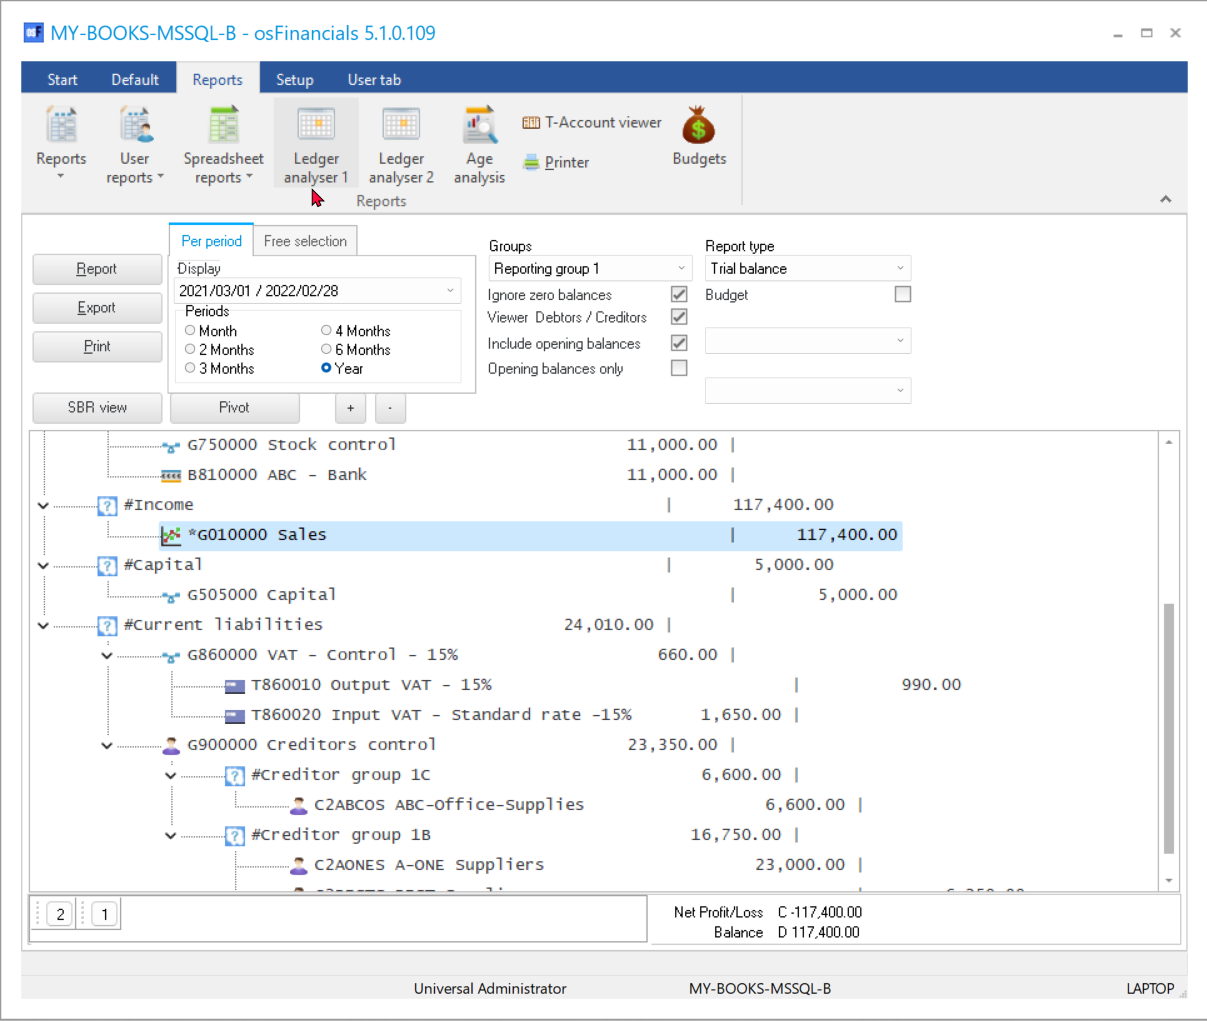 MY-BOOKS-MSSQL-B - osFinancials 5.1.0.109
Start Default Reports Setup User tab
Reports
User reports
Spreadsheet reports
Ledger analyser 1
Ledger analyser 2
Age analysis
T-Account viewer
Printer
Budgets
Reports
Per period Free selection
Report
Export
Print
Display
2021/03/01 / 2022/02/28
Periods
Month 4 Months
2 Months 6 Months
3 Months Year
Groups
Reporting group 1
Ignore zero balances
Viewer Debtors / Creditors
Include opening balances
Opening balances only
Report type
Trial balance
Budget
SBR view Pivot + -
G750000 Stock control 11,000.00 |
B810000 ABC - Bank 11,000.00 |
#Income | 117,400.00
*G010000 Sales | 117,400.00
#Capital | 5,000.00
G505000 Capital | 5,000.00
#Current liabilities 24,010.00 |
G860000 VAT - Control - 15% 660.00 |
T860010 Output VAT - 15% | 990.00
T860020 Input VAT - Standard rate -15% 1,650.00 |
G900000 Creditors control 23,350.00 |
#Creditor group 1C 6,600.00 |
C2ABCOS ABC-Office-Supplies 6,600.00 |
#Creditor group 1B 16,750.00 |
C2AONES A-ONE Suppliers 23,000.00 |
2 1
Net Profit/Loss C -117,400.00
Balance D 117,400.00
Universal Administrator MY-BOOKS-MSSQL-B LAPTOP